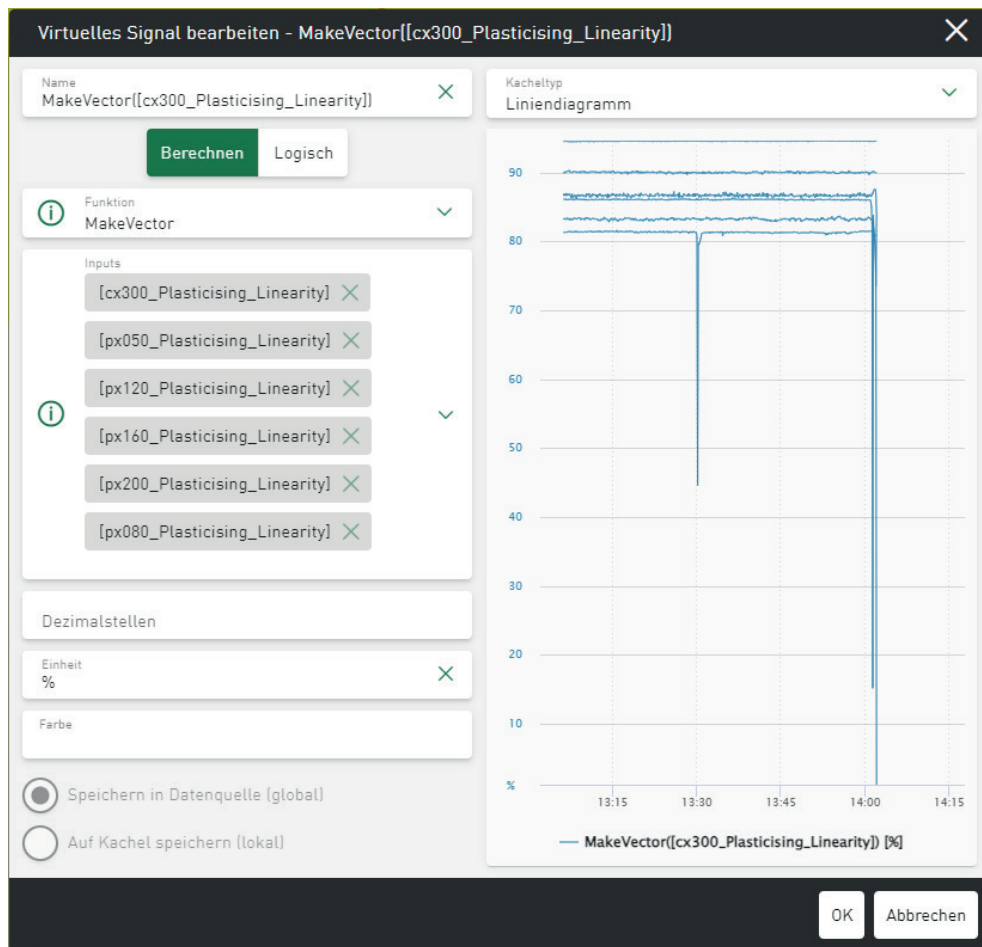 Virtuelles Signal bearbeiten - MakeVector([cx300_Plasticising_Linearity])
Name
MakeVector([cx300_Plasticising_Linearity])
Berechnen
Logisch
Funktion
MakeVector
Inputs
[cx300_Plasticising_Linearity]
[px050_Plasticising_Linearity]
[px120_Plasticising_Linearity]
[px160_Plasticising_Linearity]
[px200_Plasticising_Linearity]
[px080_Plasticising_Linearity]
Dezimalstellen
Einheit
%
Farbe
Speichern in Datenquelle (global)
Auf Kachel speichern (lokal)
Kacheltyp
Liniendiagramm
90
80
70
60
50
40
30
20
10
%
13:15 13:30 13:45 14:00 14:15
MakeVector([cx300_Plasticising_Linearity]) [%]
OK
Abbrechen